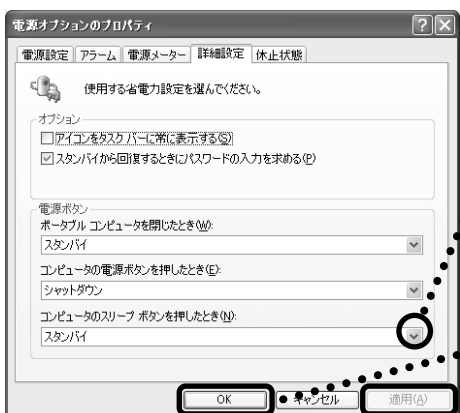 電源オプションのプロパティ
電源設定 アラーム 電源メーター 詳細設定 休止状態
使用する省電力設定を選んでください。
オプション
アイコンをタスク バーに常に表示する(S)
スタンバイから回復するときにパスワードの入力を求める(P)
電源ボタン
ポータブル コンピュータを閉じたとき(W):
スタンバイ
コンピュータの電源ボタンを押したとき(E):
シャットダウン
コンピュータのスリープ ボタンを押したとき(N):
スタンバイ
OK キャンセル 適用(A)